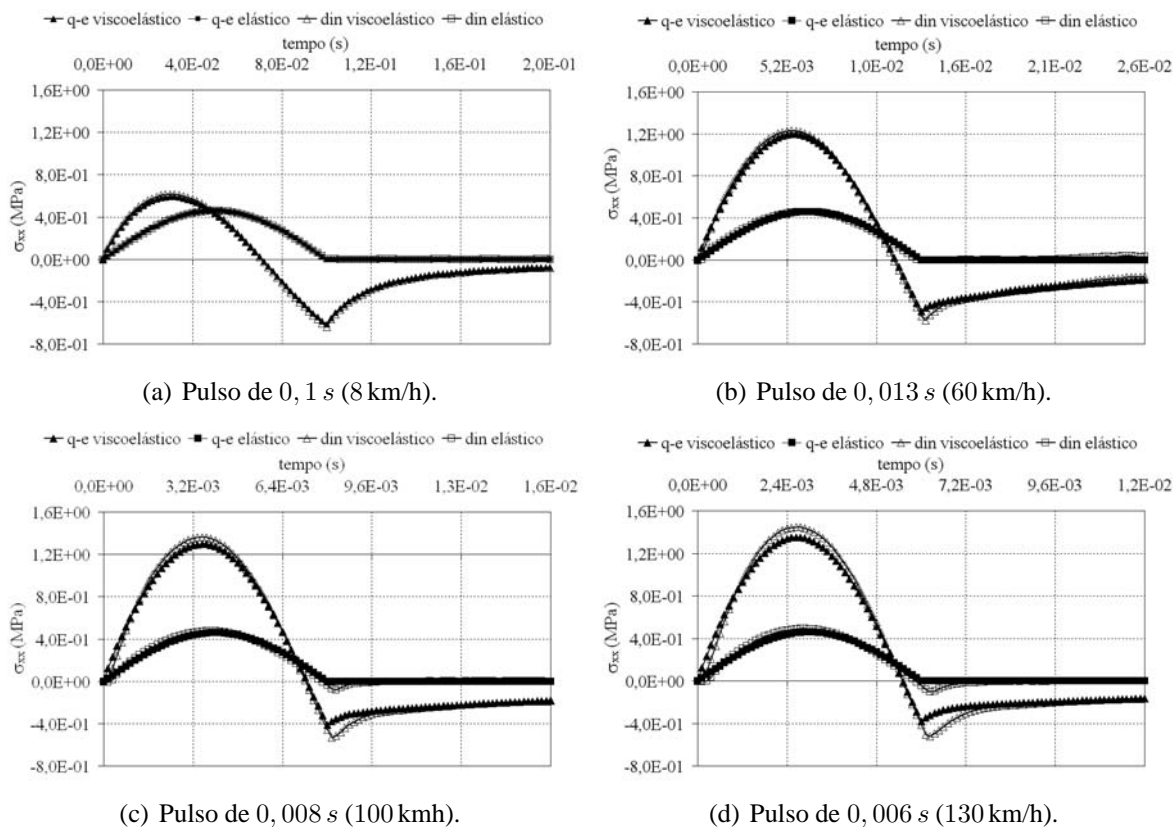 q-e viscoelástico q-e elástico din viscoelástico din elástico
tempo (s)
0,0E+00 4,0E-02 8,0E-02 1,2E-01 1,6E-01 2,0E-01
1,6E+00
1,2E+00
8,0E-01
4,0E-01
0,0E+00
-4,0E-01
-8,0E-01
σxx (MPa)
(a) Pulso de 0, 1 s (8 km/h).
q-e viscoelástico q-e elástico din viscoelástico din elástico
tempo (s)
0,0E+00 5,2E-03 1,0E-02 1,6E-02 2,1E-02 2,6E-02
1,6E+00
1,2E+00
8,0E-01
4,0E-01
0,0E+00
-4,0E-01
-8,0E-01
σxx (MPa)
(b) Pulso de 0, 013 s (60 km/h).
q-e viscoelástico q-e elástico din viscoelástico din elástico
tempo (s)
0,0E+00 3,2E-03 6,4E-03 9,6E-03 1,3E-02 1,6E-02
1,6E+00
1,2E+00
8,0E-01
4,0E-01
0,0E+00
-4,0E-01
-8,0E-01
σxx (MPa)
(c) Pulso de 0, 008 s (100 kmh).
q-e viscoelástico q-e elástico din viscoelástico din elástico
tempo (s)
0,0E+00 2,4E-03 4,8E-03 7,2E-03 9,6E-03 1,2E-02
1,6E+00
1,2E+00
8,0E-01
4,0E-01
0,0E+00
-4,0E-01
-8,0E-01
σxx (MPa)
(d) Pulso de 0, 006 s (130 km/h).